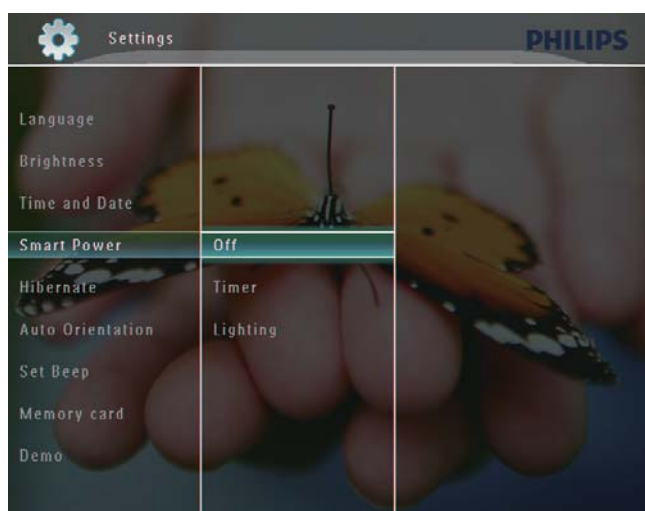 Settings
PHILIPS
Language
Brightness
Time and Date
Smart Power
Hibernate
Auto Orientation
Set Beep
Memory card
Demo
Off
Timer
Lighting